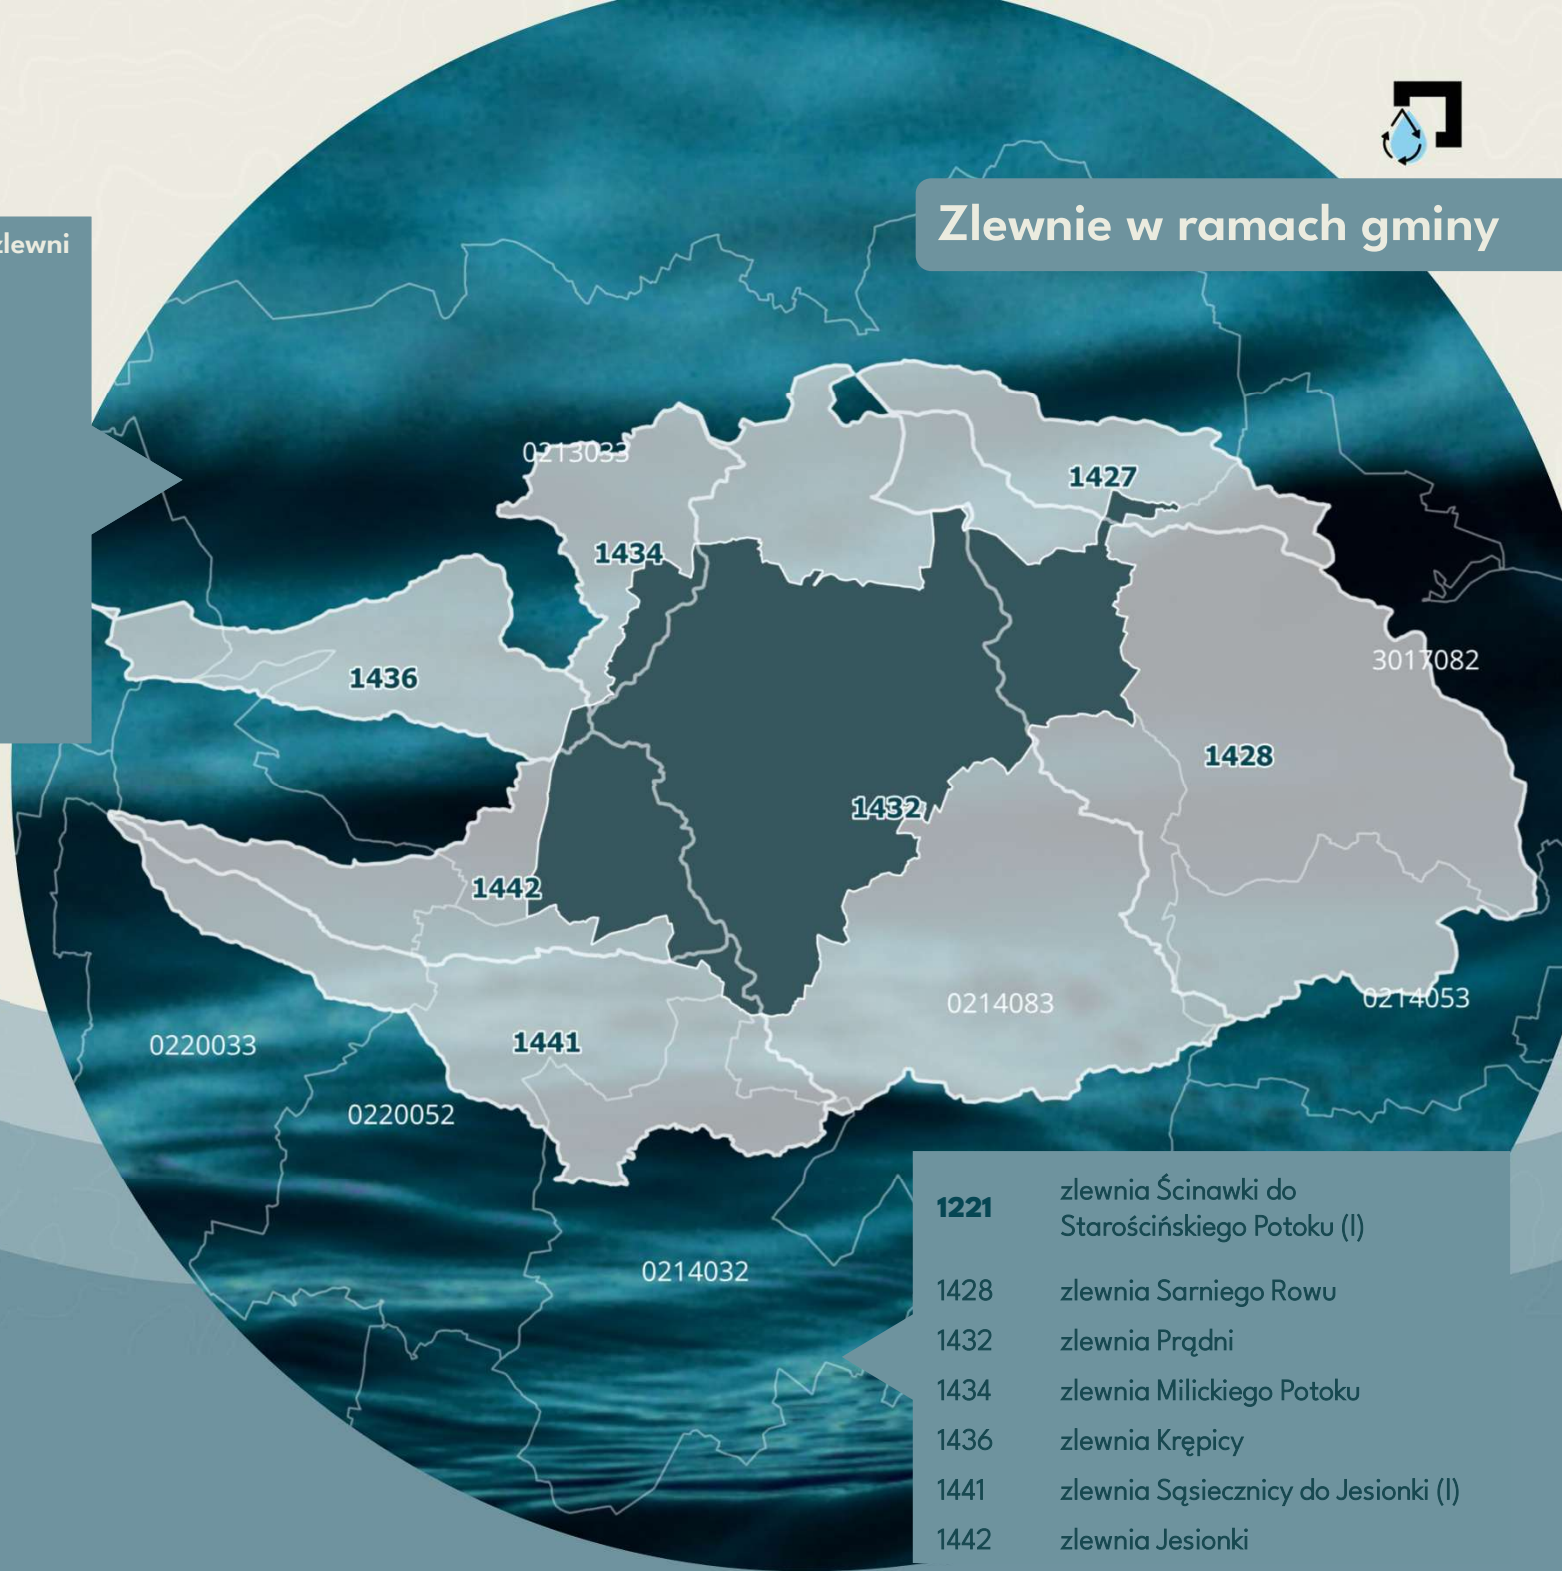 zlewni
Zlewnie w ramach gminy
0213033
1427
1434
1436
3017082
1428
1432
1442
0214083
0214053
1441
0220033
0220052
0214032
1221 zlewnia Ścinawki do
Starościńskiego Potoku (l)
1428 zlewnia Sarniego Rowu
1432 zlewnia Prądni
1434 zlewnia Milickiego Potoku
1436 zlewnia Krępicy
1441 zlewnia Sąsiecznicy do Jesionki (l)
1442 zlewnia Jesionki